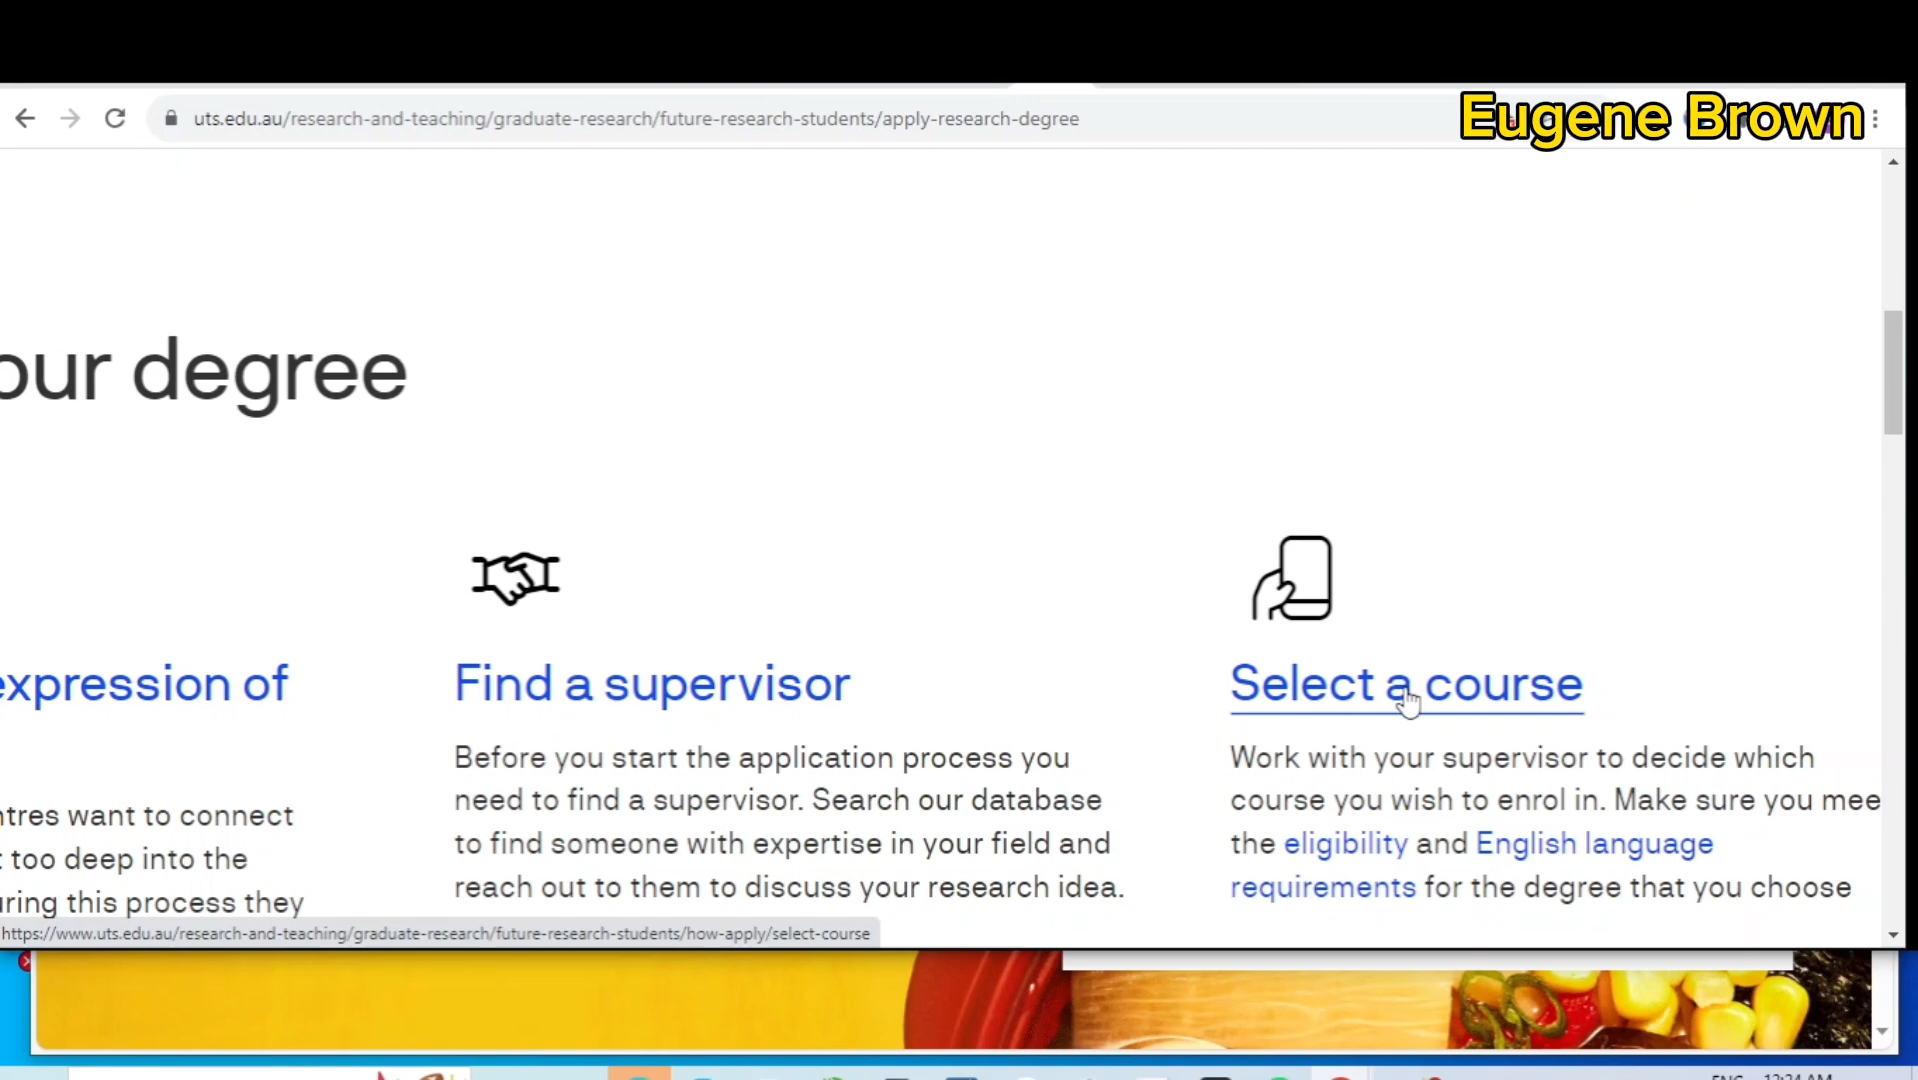 uts.edu.au/research-and-teaching/graduate-research/future-research-students/apply-research-degree
Eugene Brown
our degree
expression of
ntres want to connect
t too deep into the
uring this process they
Find a supervisor
Before you start the application process you
need to find a supervisor. Search our database
to find someone with expertise in your field and
reach out to them to discuss your research idea.
Select a course
Work with your supervisor to decide which
course you wish to enrol in. Make sure you mee
the eligibility and English language
requirements for the degree that you choose
https://www.uts.edu.au/research-and-teaching/graduate-research/future-research-students/how-apply/select-course